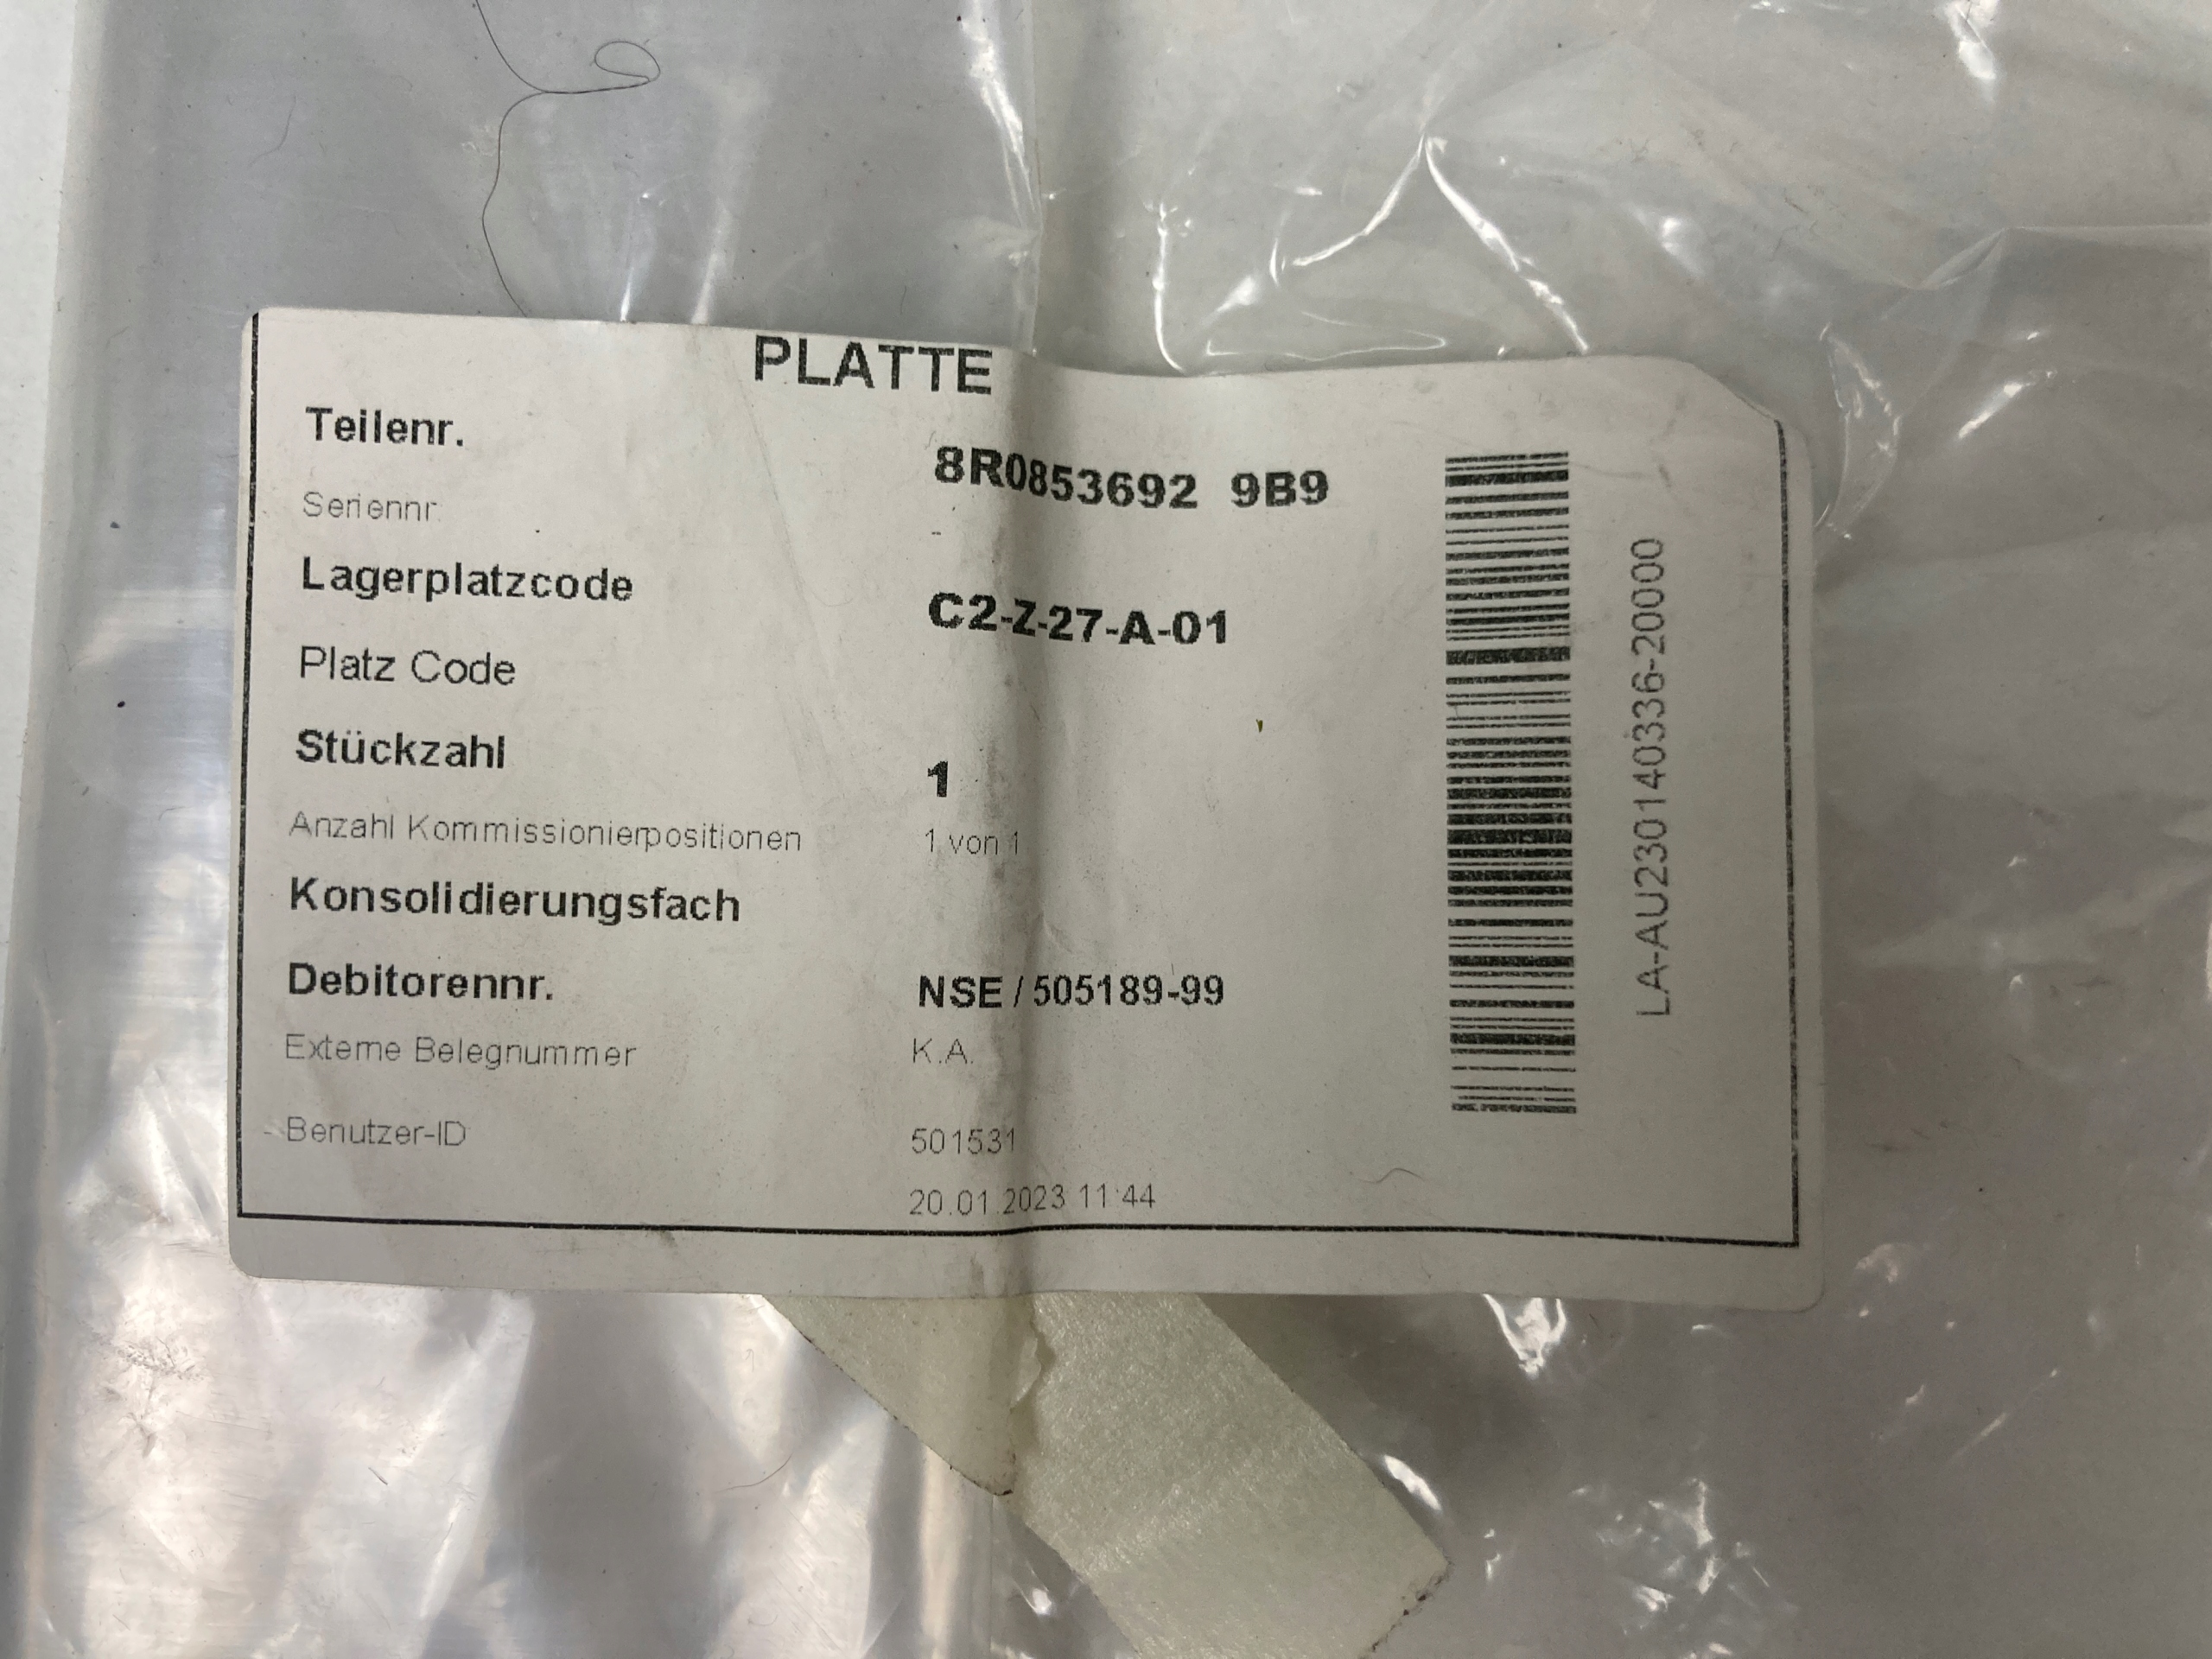 PLATTE
Teilenr. 8R0853692 9B9
Seriennr. -
Lagerplatzcode C2-Z-27-A-01
Platz Code
Stückzahl 1
Anzahl Kommissionierpositionen 1 von 1
Konsolidierungsfach
Debitorennr. NSE / 505189-99
Externe Belegnummer K.A.
Benutzer-ID 501531
20.01.2023 11:44
LA-AU230140336-20000